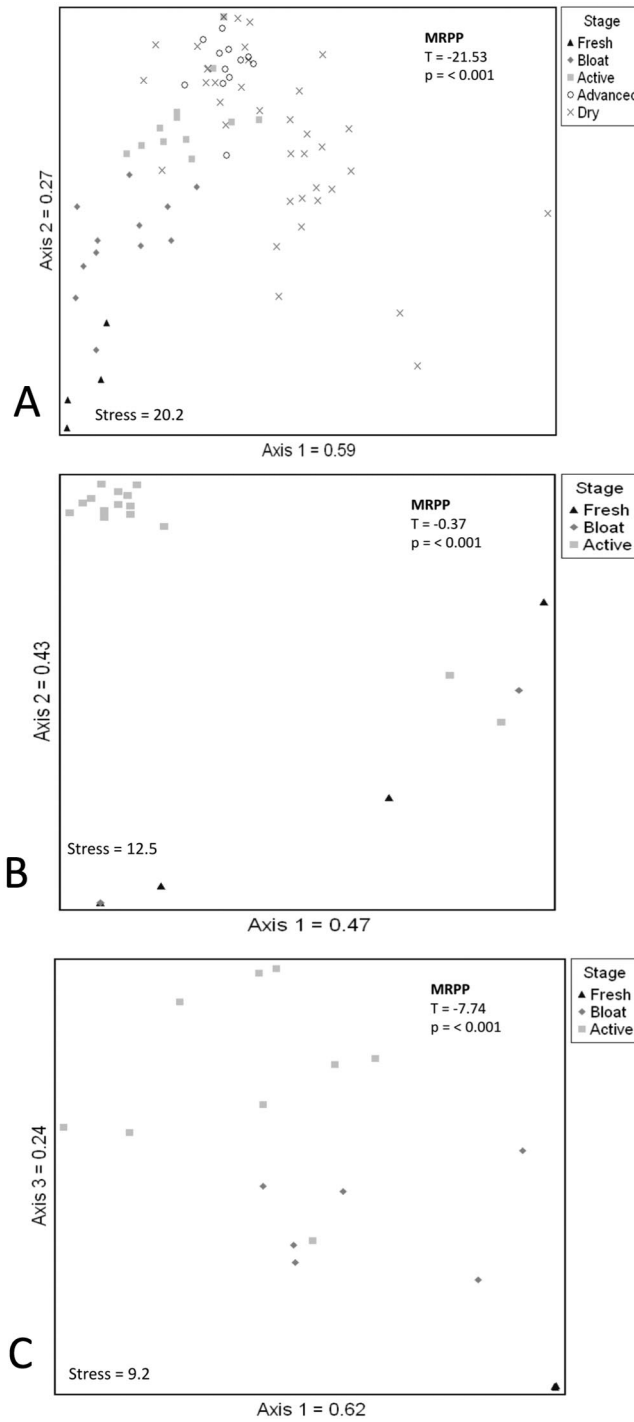 MRPP
T = -21.53
p = < 0.001
Stage
Fresh
Bloat
Active
Advanced
Dry
Axis 2 = 0.27
A
Stress = 20.2
Axis 1 = 0.59
MRPP
T = -0.37
p = < 0.001
Stage
Fresh
Bloat
Active
Axis 2 = 0.43
B
Stress = 12.5
Axis 1 = 0.47
MRPP
T = -7.74
p = < 0.001
Stage
Fresh
Bloat
Active
Axis 3 = 0.24
C
Stress = 9.2
Axis 1 = 0.62